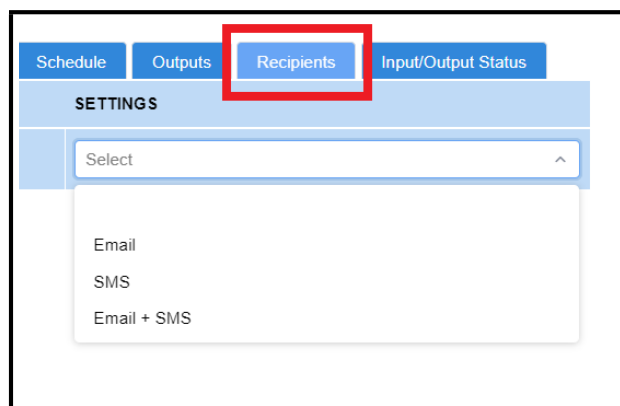 Schedule Outputs Recipients Input/Output Status
SETTINGS
Select
Email
SMS
Email + SMS